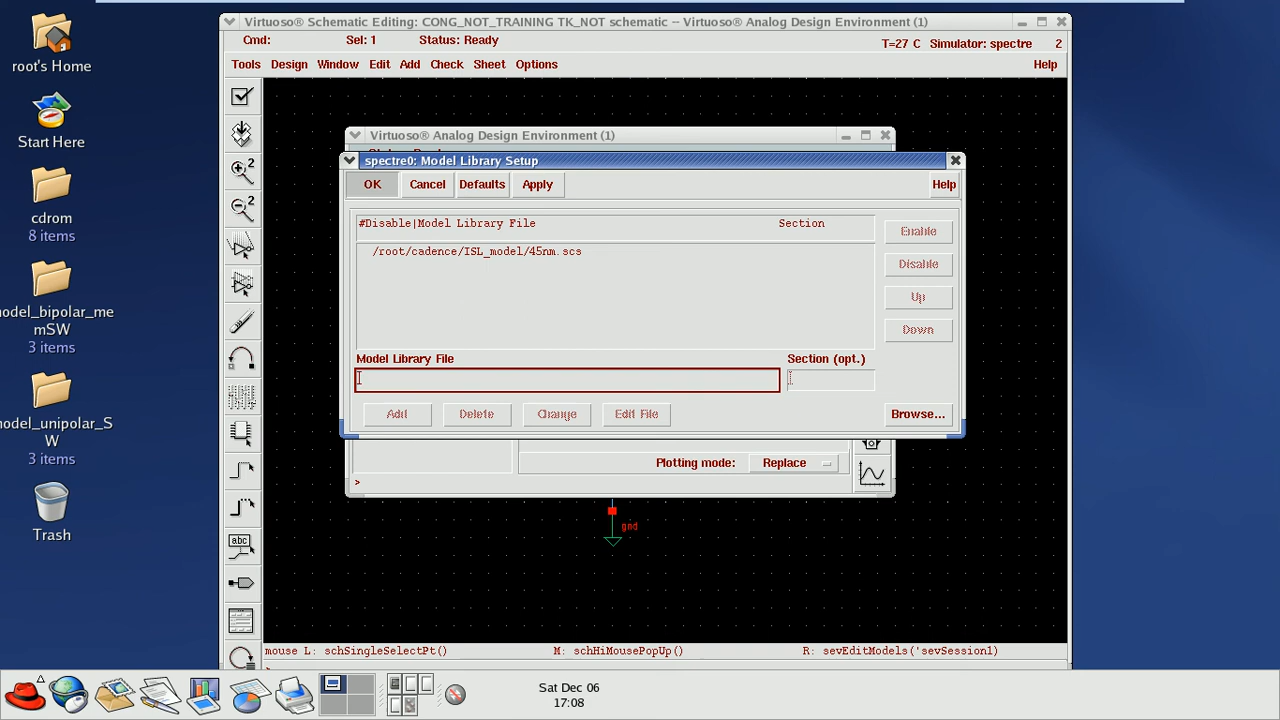 Virtuoso® Schematic Editing: CONG_NOT_TRAINING TK_NOT schematic -- Virtuoso® Analog Design Environment (1)
Cmd: Sel: 1 Status: Ready
T=27 C Simulator: spectre 2
Tools Design Window Edit Add Check Sheet Options Help
root's Home
Start Here
cdrom
8 items
model_bipolar_me
mSW
3 items
model_unipolar_S
W
3 items
Trash
2
2
abc
Virtuoso® Analog Design Environment (1)
spectre0: Model Library Setup
OK Cancel Defaults Apply Help
#Disable|Model Library File Section
/root/cadence/ISL_model/45nm.scs
Enable
Disable
Up
Down
Model Library File Section (opt.)
Add Delete Change Edit File Browse...
Plotting mode: Replace
>
gnd
mouse L: schSingleSelectPt() M: schHiMousePopUp() R: sevEditModels('sevSession1)
Sat Dec 06
17:08